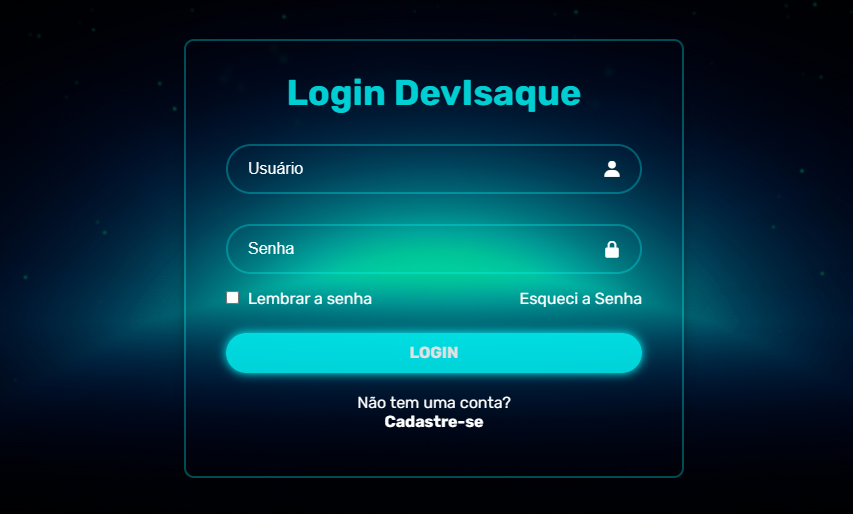 Login DevIsaque
Usuário
Senha
Lembrar a senha Esqueci a Senha
LOGIN
Não tem uma conta?
Cadastre-se